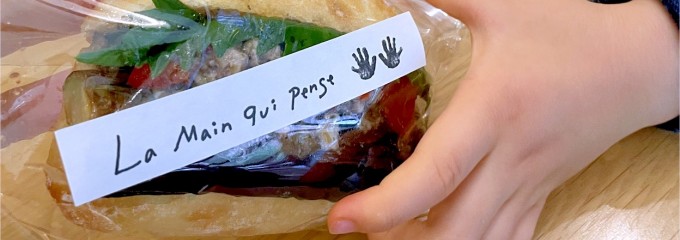 La Main qui Pense